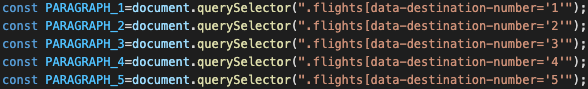 const PARAGRAPH_1=document.querySelector(".flights[data-destination-number='1'");
const PARAGRAPH_2=document.querySelector(".flights[data-destination-number='2'");
const PARAGRAPH_3=document.querySelector(".flights[data-destination-number='3'");
const PARAGRAPH_4=document.querySelector(".flights[data-destination-number='4'");
const PARAGRAPH_5=document.querySelector(".flights[data-destination-number='5'");